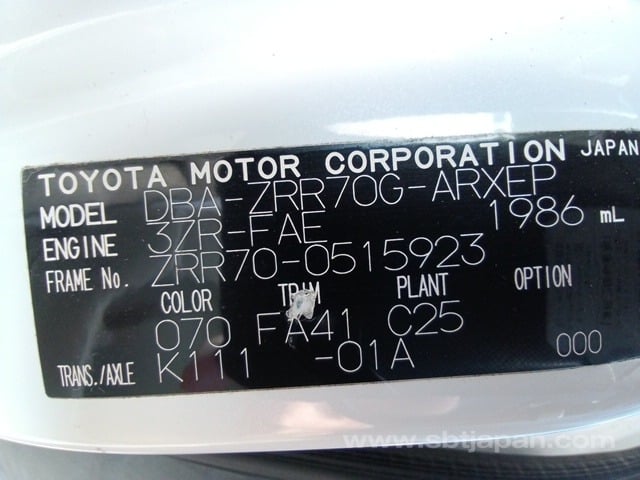 TOYOTA MOTOR CORPORATION JAPAN
MODEL DBA-ZRR70G-ARXEP
ENGINE 3ZR-FAE 1986 mL
FRAME No. ZRR70-0515923
COLOR TRIM PLANT OPTION
070 FA41 C25
TRANS./AXLE K111 -01A 000
www.sbtjapan.com